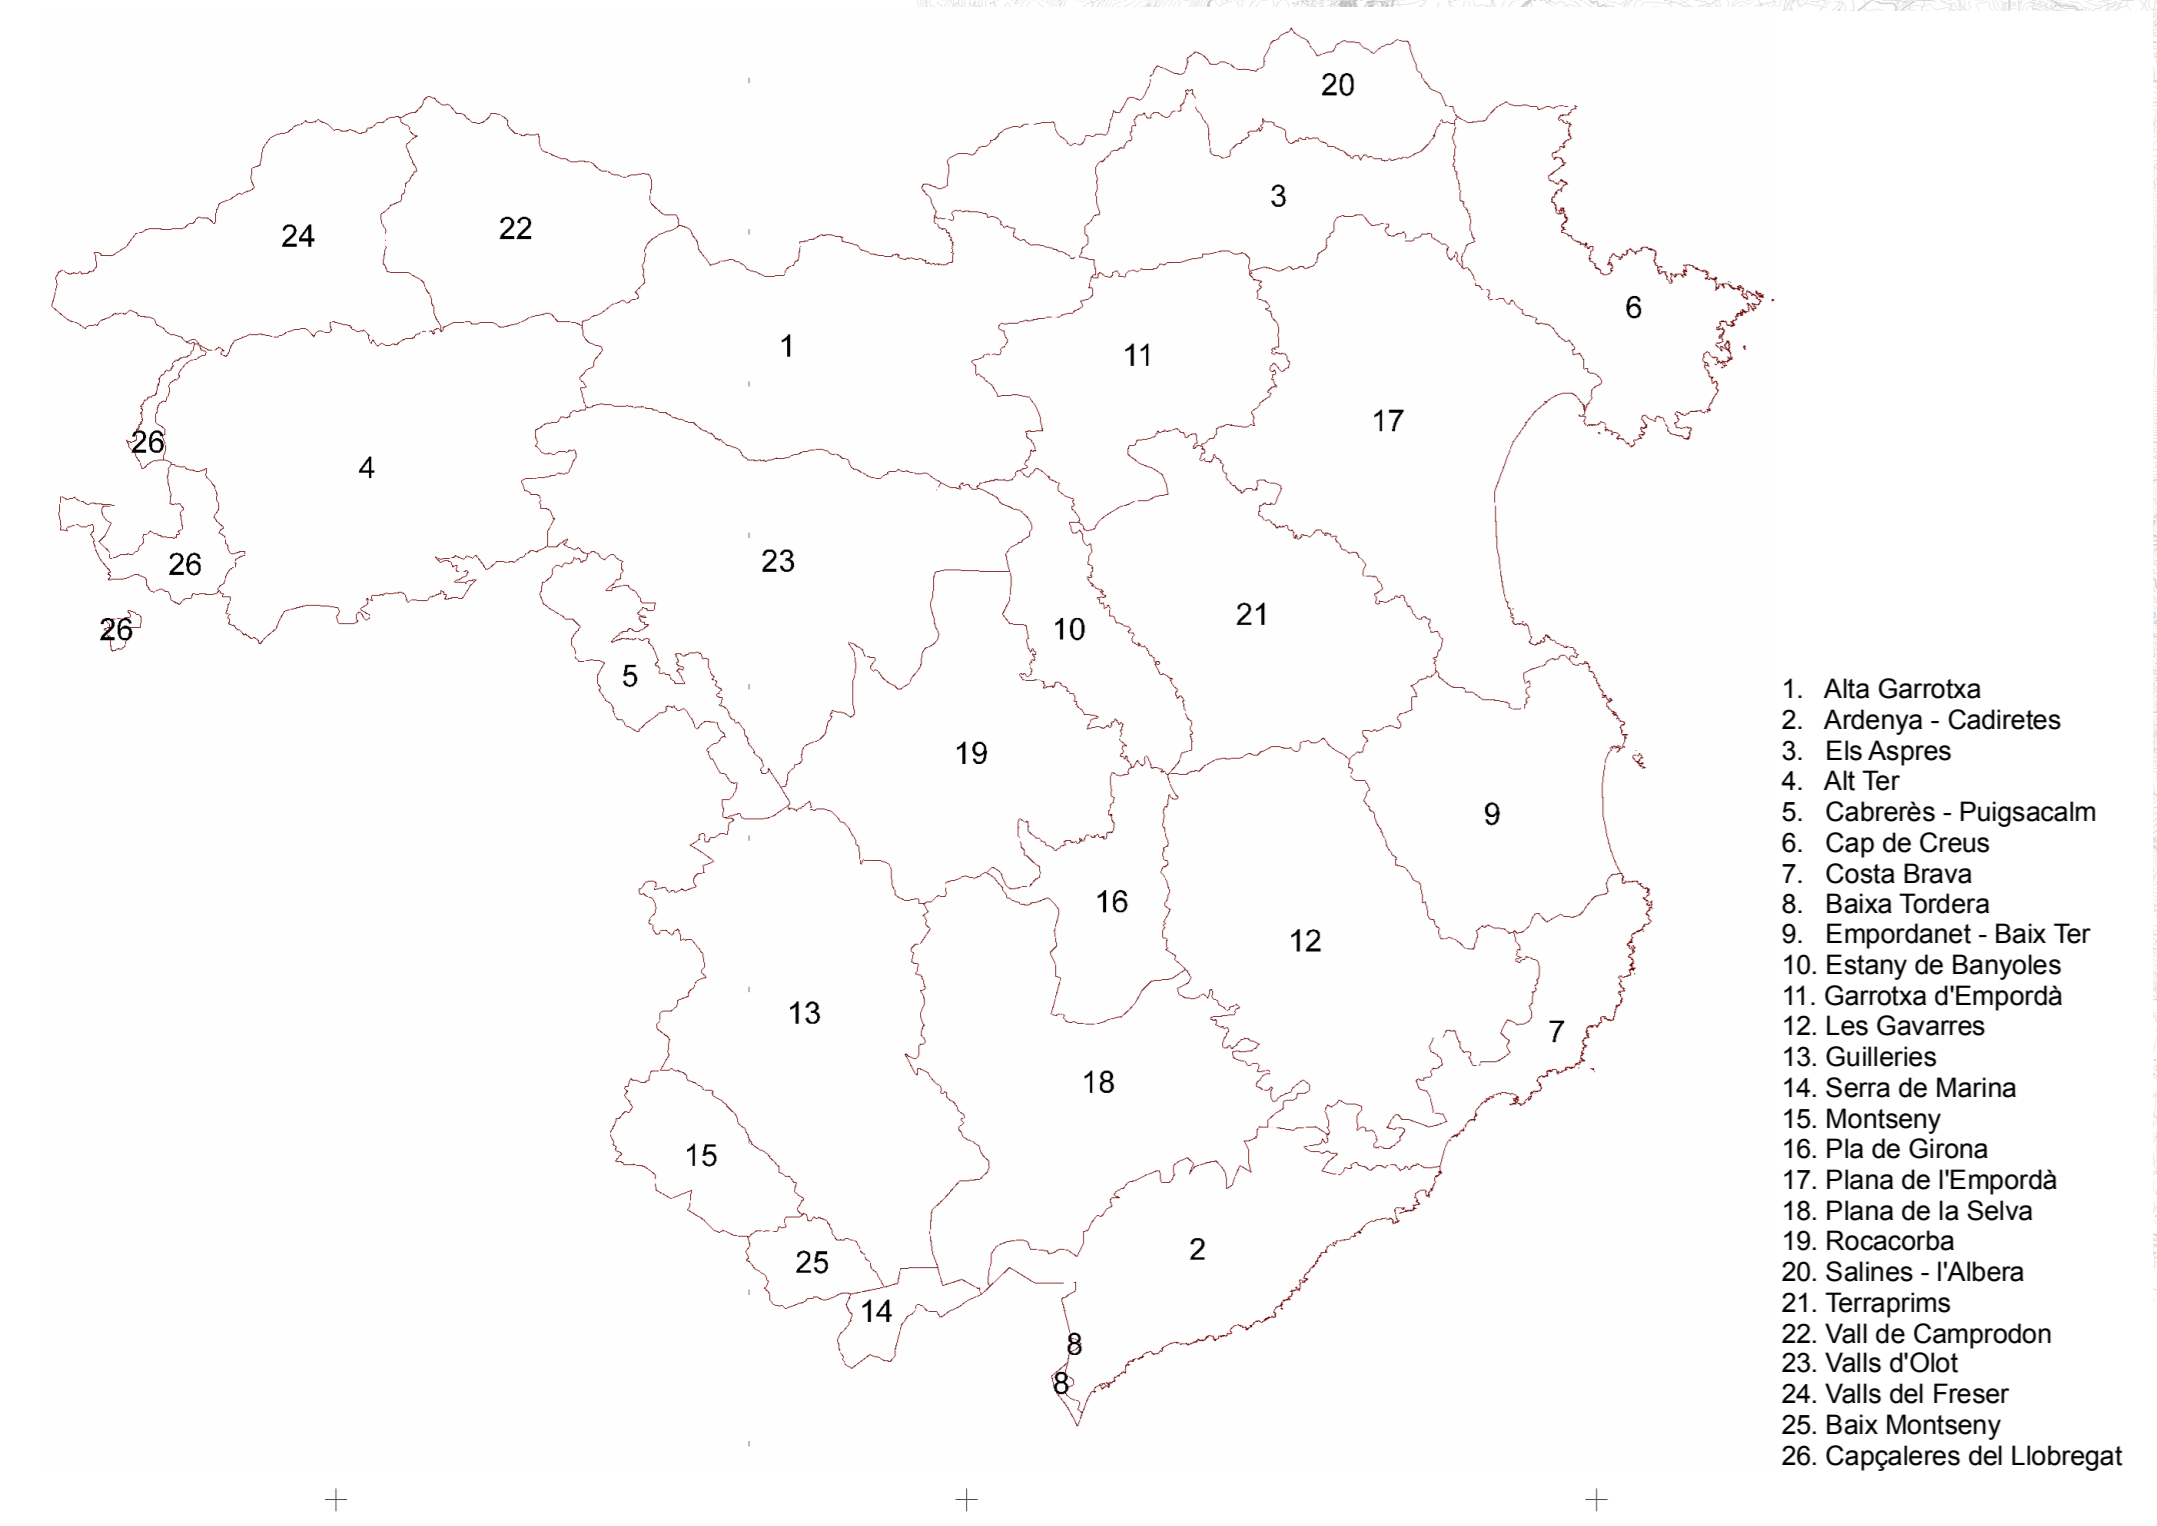 20
3
24
22
6
1
11
17
26
4
26
23
21
26
10
5
19
9
16
12
13
7
18
15
2
25
14
8
8
1. Alta Garrotxa
2. Ardenya - Cadiretes
3. Els Aspres
4. Alt Ter
5. Cabrerès - Puigsacalm
6. Cap de Creus
7. Costa Brava
8. Baixa Tordera
9. Empordanet - Baix Ter
10. Estany de Banyoles
11. Garrotxa d'Empordà
12. Les Gavarres
13. Guilleries
14. Serra de Marina
15. Montseny
16. Pla de Girona
17. Plana de l'Empordà
18. Plana de la Selva
19. Rocacorba
20. Salines - l'Albera
21. Terraprims
22. Vall de Camprodon
23. Valls d'Olot
24. Valls del Freser
25. Baix Montseny
26. Capçaleres del Llobregat